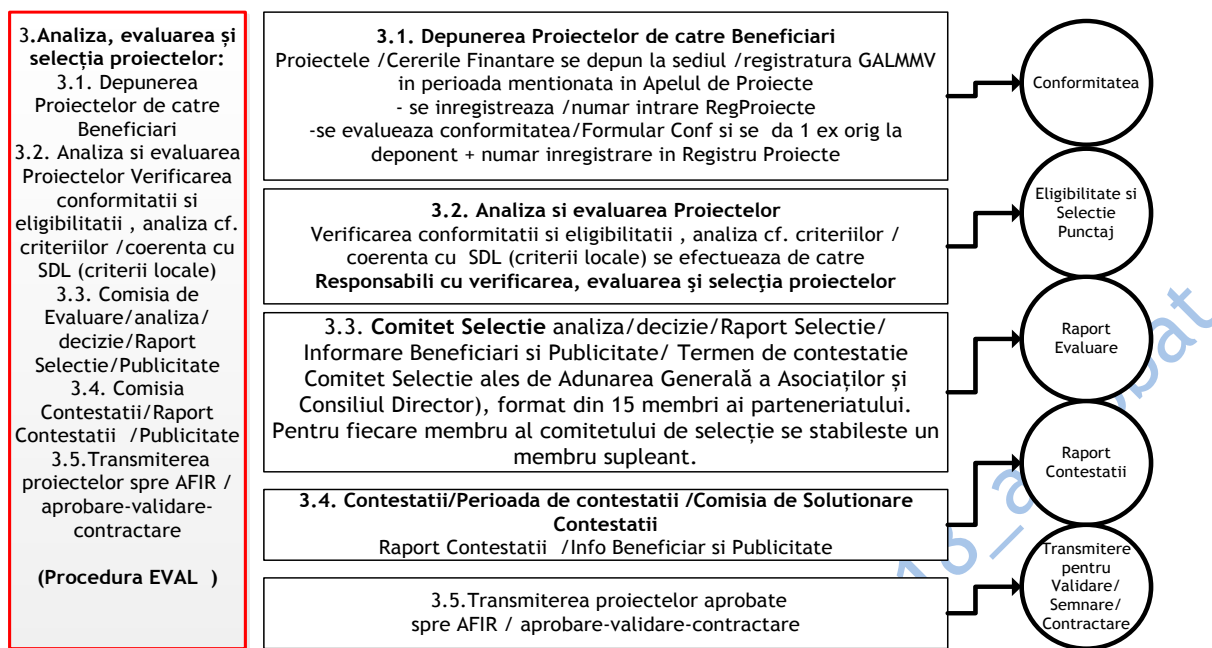 3.Analiza, evaluarea și
selecția proiectelor:
3.1. Depunerea
Proiectelor de catre
Beneficiari
3.2. Analiza si evaluarea
Proiectelor Verificarea
conformitatii si
eligibilitatii , analiza cf.
criteriilor /coerenta cu
SDL (criterii locale)
3.3. Comisia de
Evaluare/analiza/
decizie/Raport
Selectie/Publicitate
3.4. Comisia
Contestatii/Raport
Contestatii /Publicitate
3.5.Transmiterea
proiectelor spre AFIR /
aprobare-validare-
contractare
(Procedura EVAL )
3.1. Depunerea Proiectelor de catre Beneficiari
Proiectele /Cererile Finantare se depun la sediul /registratura GALMMV
in perioada mentionata in Apelul de Proiecte
- se inregistreaza /numar intrare RegProiecte
-se evalueaza conformitatea/Formular Conf si se da 1 ex orig la
deponent + numar inregistrare in Registru Proiecte
Conformitatea
3.2. Analiza si evaluarea Proiectelor
Verificarea conformitatii si eligibilitatii , analiza cf. criteriilor /
coerenta cu SDL (criterii locale) se efectueaza de catre
Responsabili cu verificarea, evaluarea şi selecţia proiectelor
Eligibilitate si
Selectie
Punctaj
3.3. Comitet Selectie analiza/decizie/Raport Selectie/
Informare Beneficiari si Publicitate/ Termen de contestatie
Comitet Selectie ales de Adunarea Generală a Asociaților și
Consiliul Director), format din 15 membri ai parteneriatului.
Pentru fiecare membru al comitetului de selecție se stabileste un
membru supleant.
Raport
Evaluare
3.4. Contestatii/Perioada de contestatii /Comisia de Solutionare
Contestatii
Raport Contestatii /Info Beneficiar si Publicitate
Raport
Contestatii
3.5.Transmiterea proiectelor aprobate
spre AFIR / aprobare-validare-contractare
Transmitere
pentru
Validare/
Semnare/
Contractare